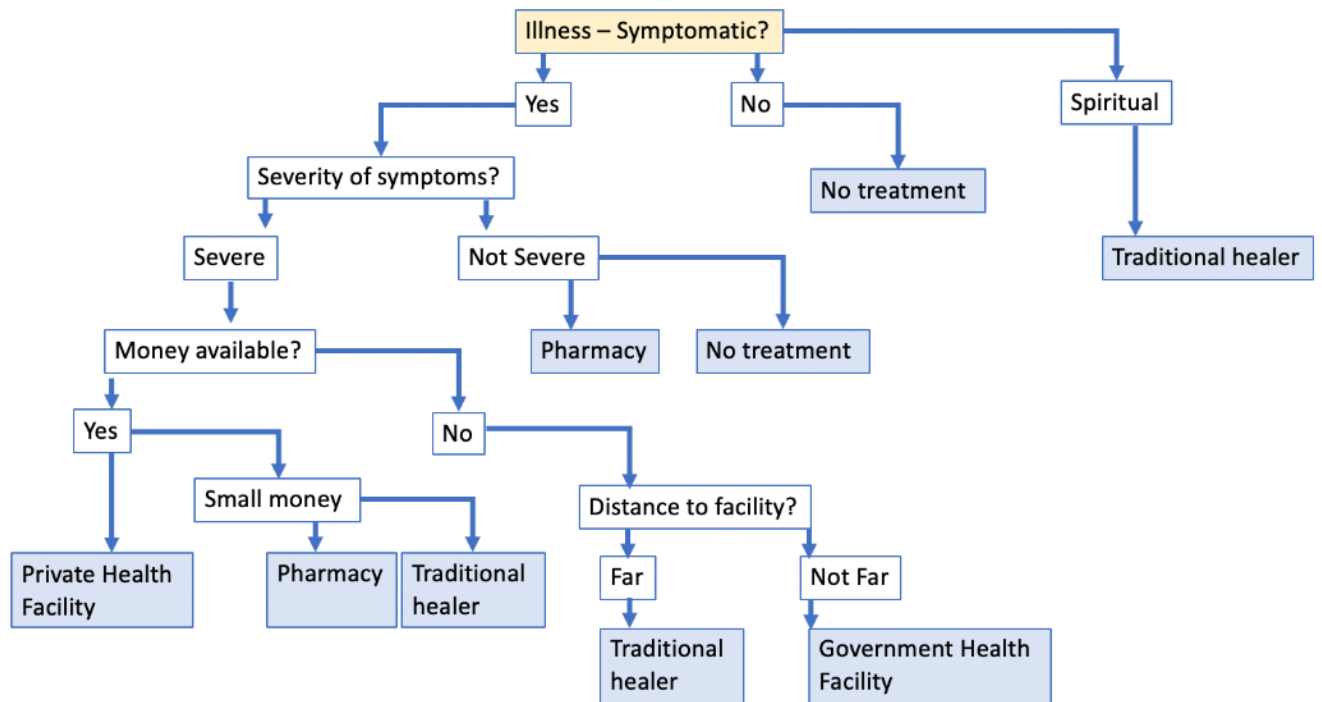 Illness – Symptomatic?
Yes
No
Spiritual
Severity of symptoms?
No treatment
Severe
Not Severe
Traditional healer
Money available?
Pharmacy
No treatment
Yes
No
Small money
Distance to facility?
Private Health
Facility
Pharmacy
Traditional
healer
Far
Not Far
Traditional
healer
Government Health
Facility